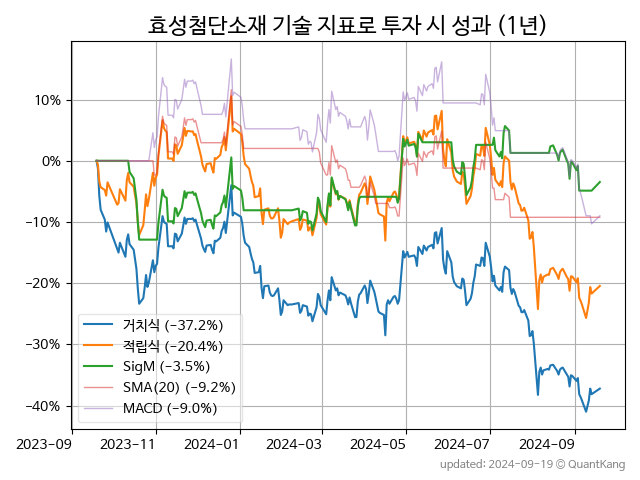 효성첨단소재 기술 지표로 투자 시 성과 (1년)
10%
0%
−10%
−20%
−30%
−40%
거치식 (−37.2%)
적립식 (−20.4%)
SigM (−3.5%)
SMA(20) (−9.2%)
MACD (−9.0%)
2023-09 2023-11 2024-01 2024-03 2024-05 2024-07 2024-09
updated: 2024-09-19 © QuantKang